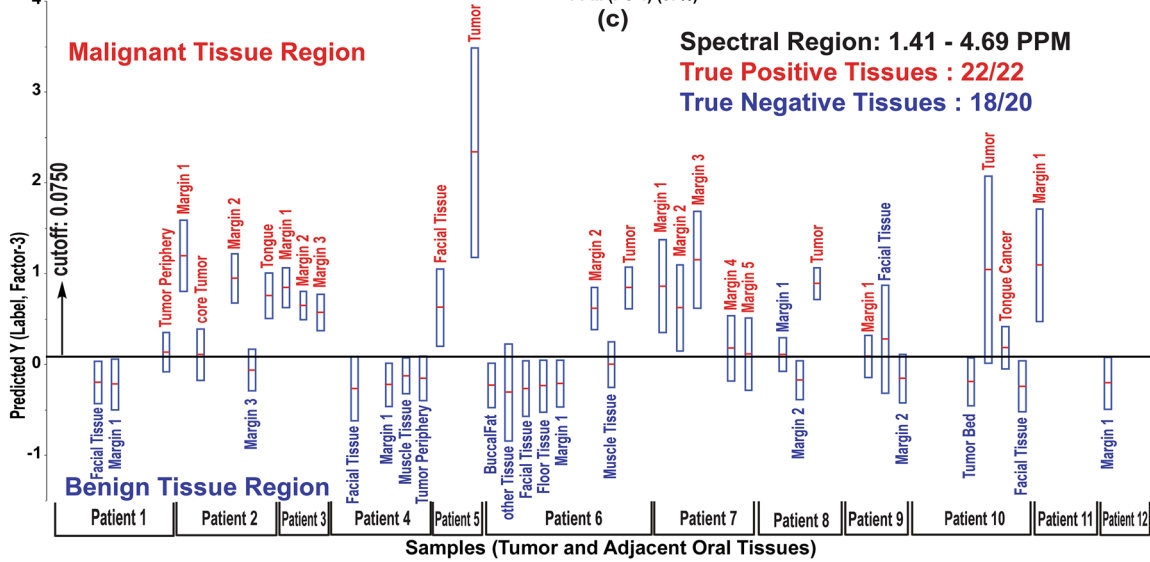 (c)
4
Malignant Tissue Region
Spectral Region: 1.41 - 4.69 PPM
True Positive Tissues : 22/22
True Negative Tissues : 18/20
3
2
1
0
-1
Predicted Y (Label, Factor-3)
cutoff: 0.0750
Facial Tissue
Margin 1
Tumor Periphery
Margin 1
core Tumor
Margin 2
Margin 3
Tongue
Margin 1
Margin 2
Margin 3
Facial Tissue
Margin 1
Muscle Tissue
Tumor Periphery
Facial Tissue
Tumor
BuccalFat
other Tissue
Facial Tissue
Floor Tissue
Margin 1
Margin 2
Muscle Tissue
Tumor
Margin 1
Margin 2
Margin 3
Margin 4
Margin 5
Margin 1
Margin 2
Tumor
Margin 1
Facial Tissue
Margin 2
Tumor Bed
Tumor
Tongue Cancer
Facial Tissue
Margin 1
Margin 1
Benign Tissue Region
Patient 1 Patient 2 Patient 3 Patient 4 Patient 5 Patient 6 Patient 7 Patient 8 Patient 9 Patient 10 Patient 11 Patient 12
Samples (Tumor and Adjacent Oral Tissues)